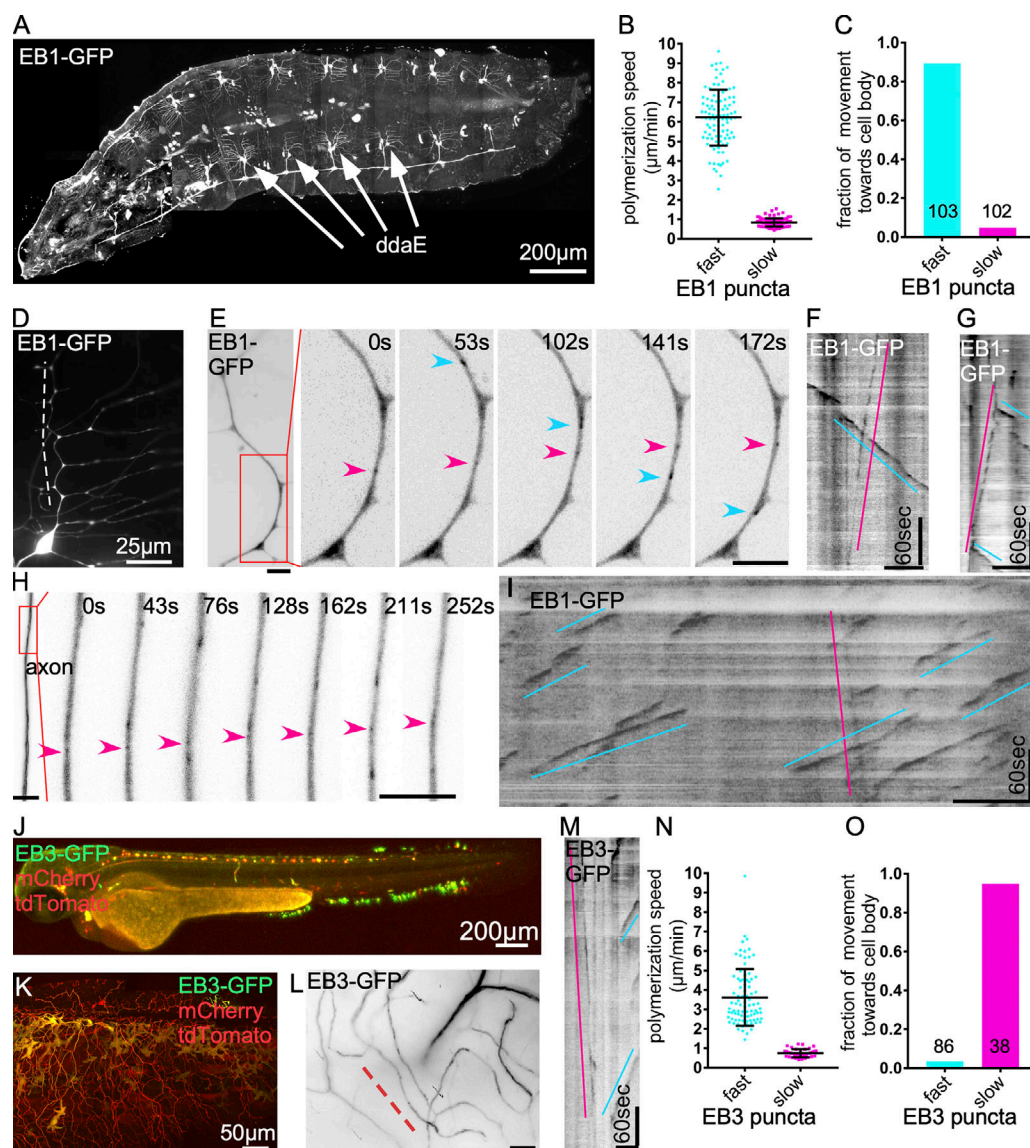 A
EB1-GFP
ddaE
200µm
B
polymerization speed
(µm/min)
10
9
8
7
6
5
4
3
2
1
0
fast
slow
EB1 puncta
C
fraction of movement
towards cell body
1.0
0.8
0.6
0.4
0.2
0.0
103
102
fast
slow
EB1 puncta
D
EB1-GFP
25µm
E
EB1-
GFP
0s
53s
102s
141s
172s
F
EB1-GFP
60sec
G
EB1-
GFP
60sec
H
0s
43s
76s
128s
162s
211s
252s
axon
I
EB1-GFP
60sec
J
EB3-GFP
mCherry
tdTomato
200µm
K
EB3-GFP
mCherry
tdTomato
50µm
L
EB3-GFP
M
EB3-
GFP
60sec
N
polymerization speed
(µm/min)
10
9
8
7
6
5
4
3
2
1
0
fast
slow
EB3 puncta
O
fraction of movement
towards cell body
1.0
0.8
0.6
0.4
0.2
0.0
86
38
fast
slow
EB3 puncta